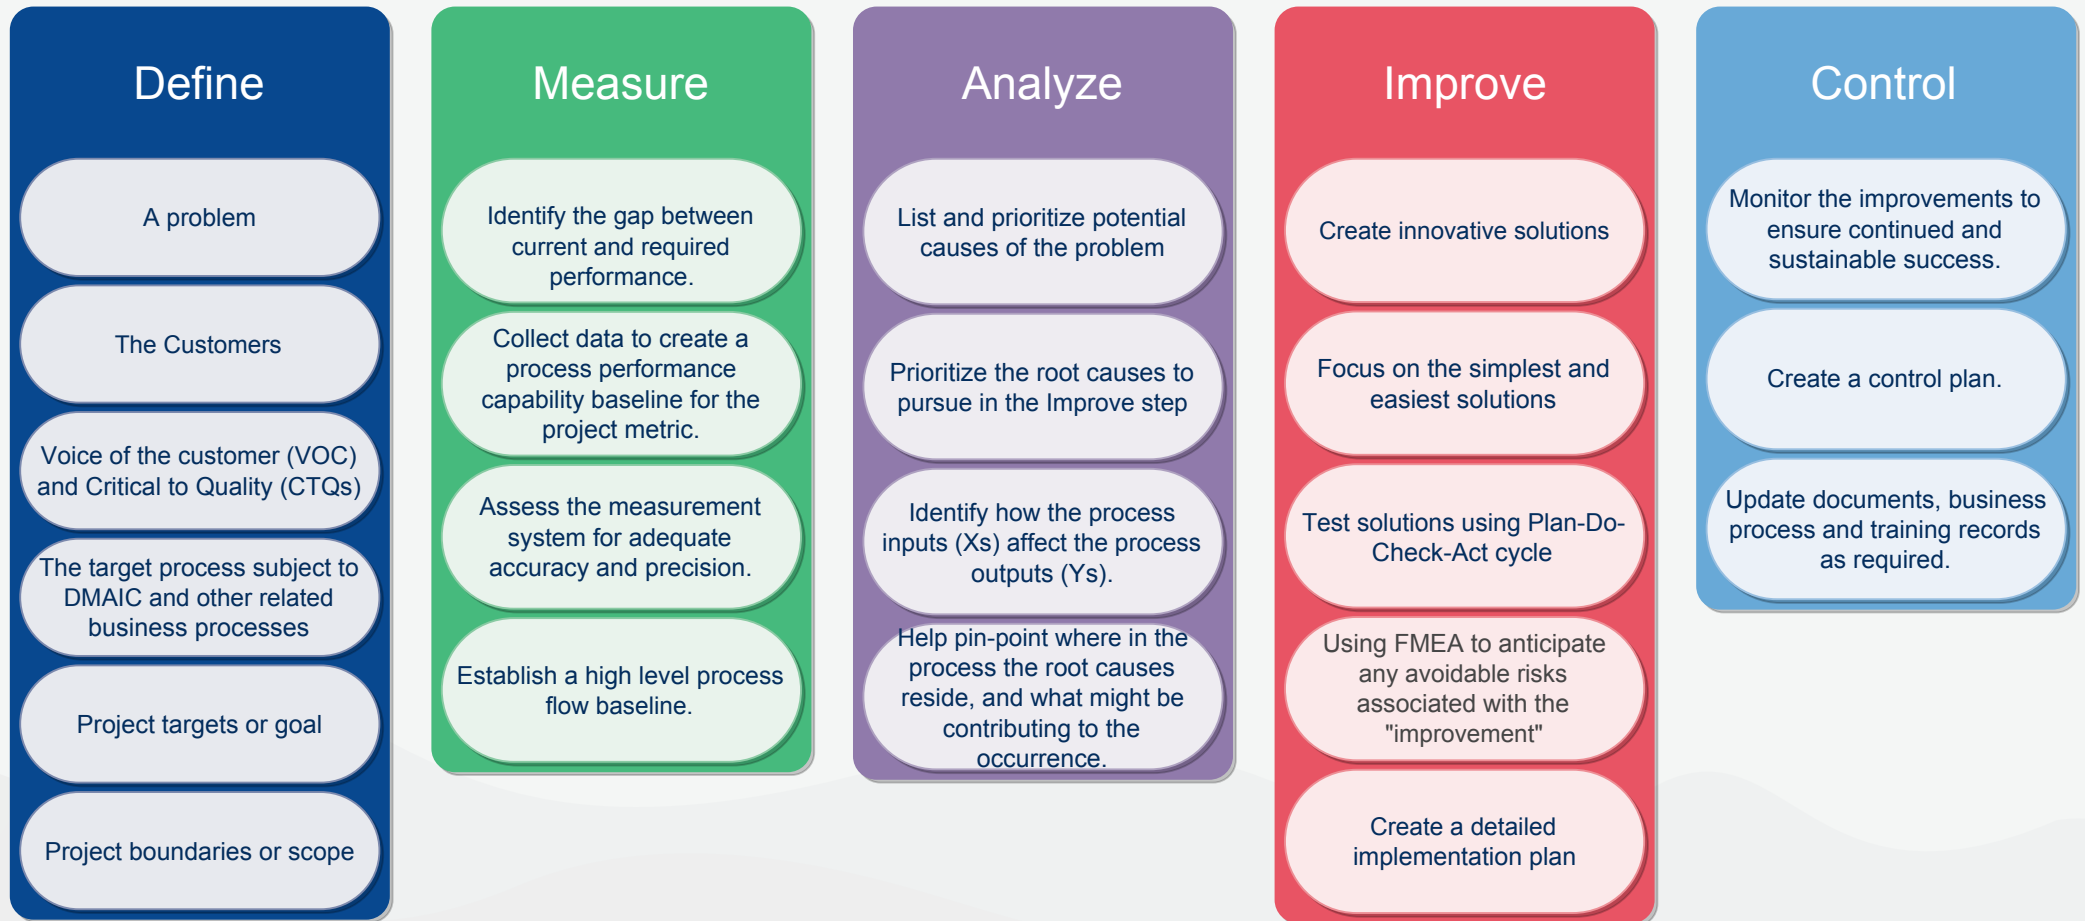 Define
A problem
The Customers
Voice of the customer (VOC)
and Critical to Quality (CTQs)
The target process subject to
DMAIC and other related
business processes
Project targets or goal
Project boundaries or scope
Measure
Identify the gap between
current and required
performance.
Collect data to create a
process performance
capability baseline for the
project metric.
Assess the measurement
system for adequate
accuracy and precision.
Establish a high level process
flow baseline.
Analyze
List and prioritize potential
causes of the problem
Prioritize the root causes to
pursue in the Improve step
Identify how the process
inputs (Xs) affect the process
outputs (Ys).
Help pin-point where in the
process the root causes
reside, and what might be
contributing to the
occurrence.
Improve
Create innovative solutions
Focus on the simplest and
easiest solutions
Test solutions using Plan-Do-
Check-Act cycle
Using FMEA to anticipate
any avoidable risks
associated with the
"improvement"
Create a detailed
implementation plan
Control
Monitor the improvements to
ensure continued and
sustainable success.
Create a control plan.
Update documents, business
process and training records
as required.